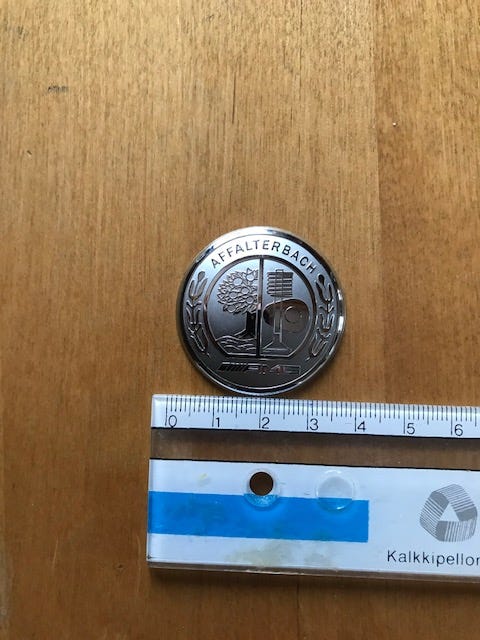 AFFALTERBACH
AMG
0 1 2 3 4 5 6
Kalkkipellon